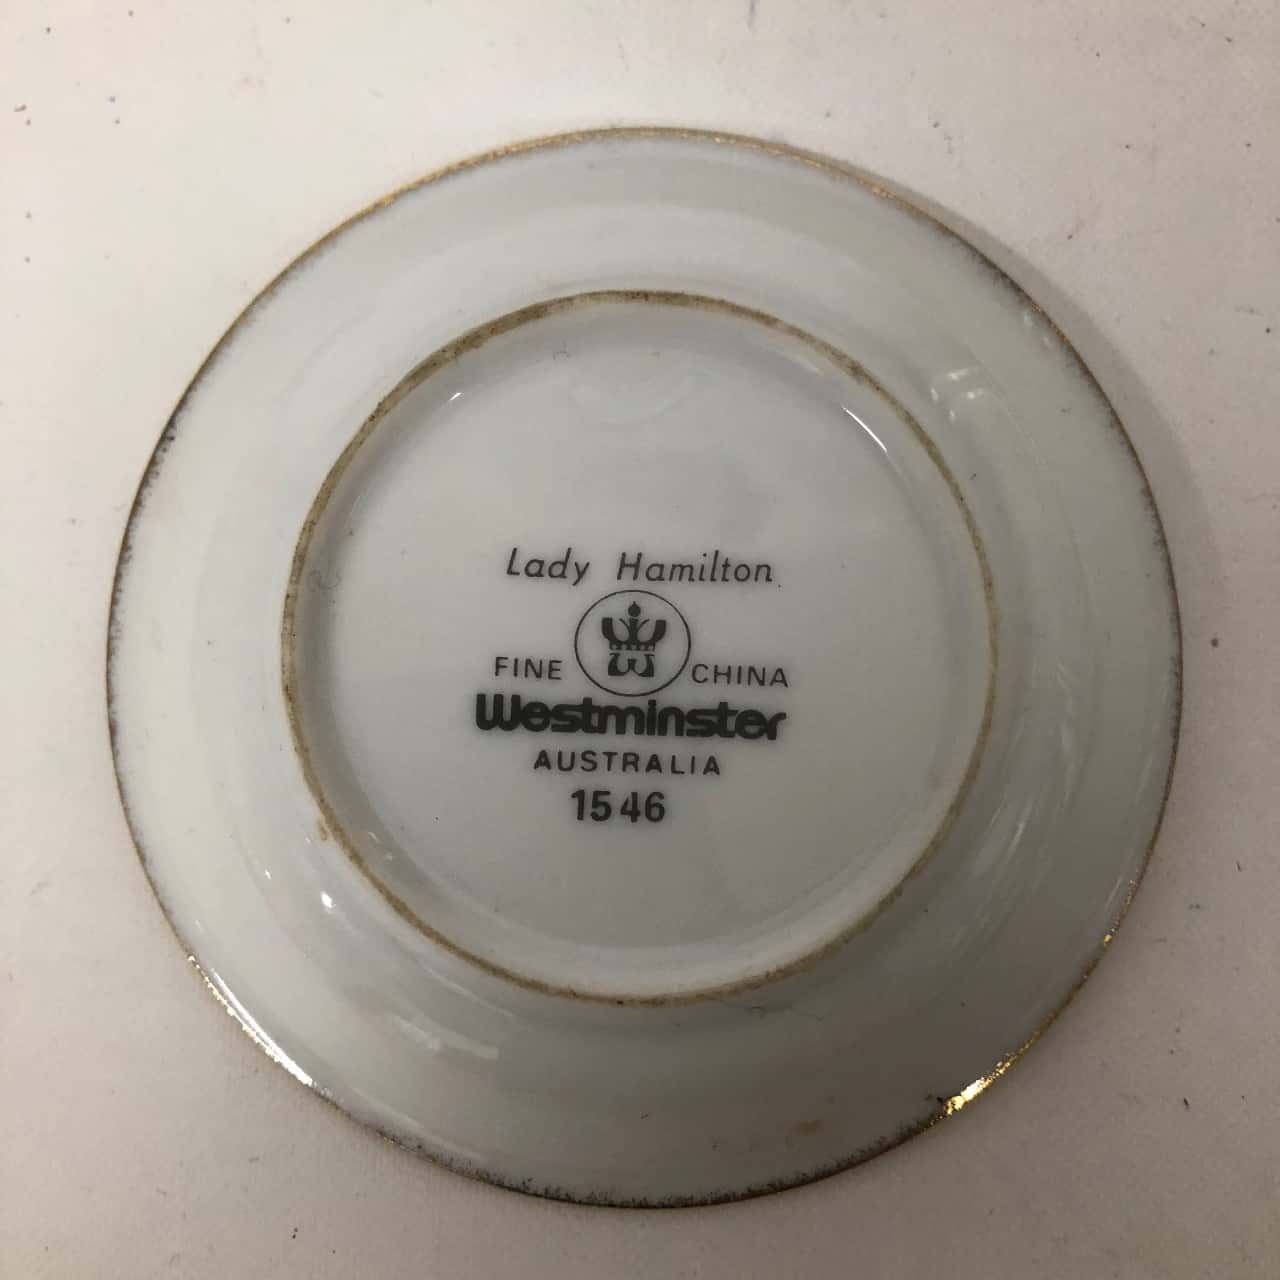 Lady Hamilton
FINE W CHINA
Westminster
AUSTRALIA
1546